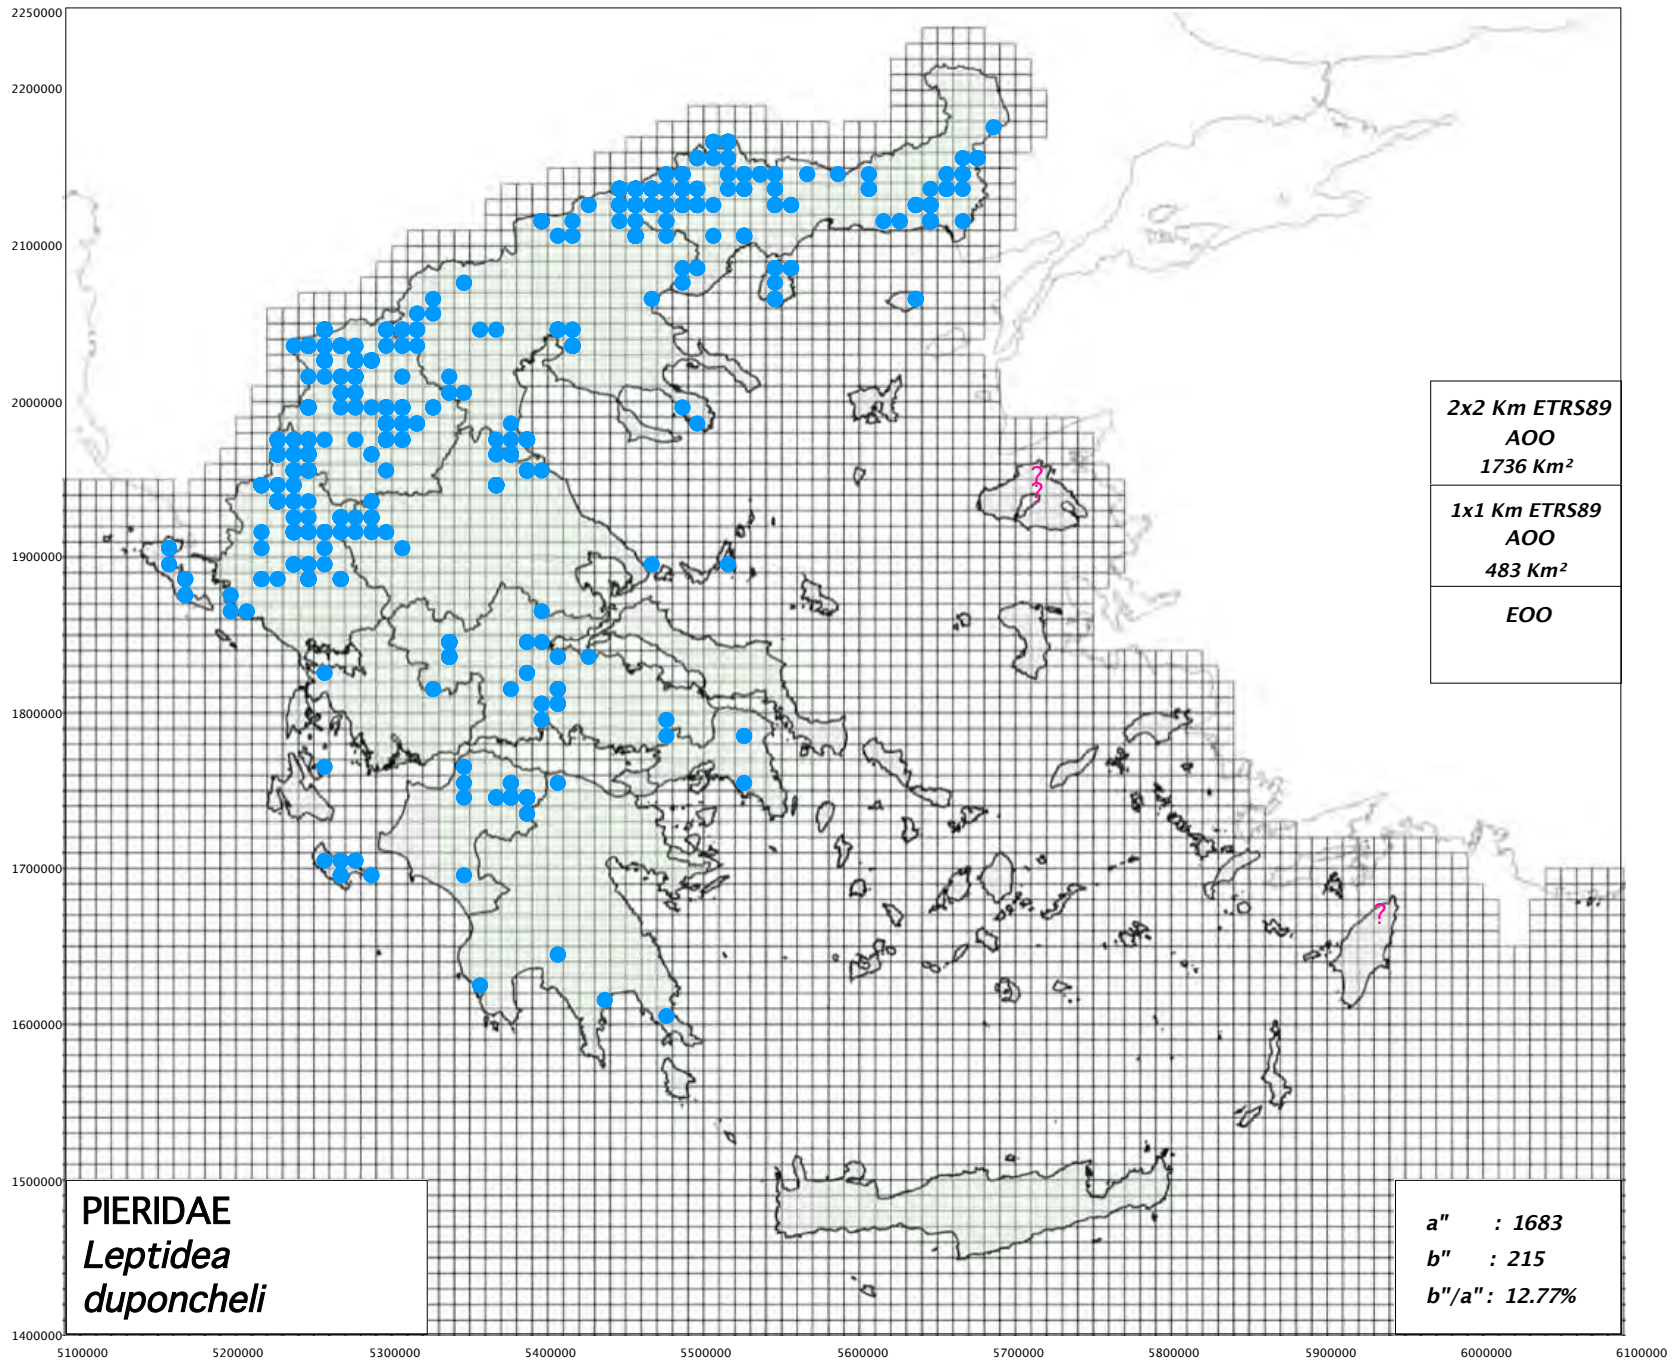 2250000
2200000
2100000
2000000
1900000
1800000
1700000
1600000
1500000
1400000
2x2 Km ETRS89
AOO
1736 Km²
1x1 Km ETRS89
AOO
483 Km²
EOO
?
?
?
PIERIDAE
Leptidea
duponcheli
a" : 1683
b" : 215
b"/a" : 12.77%
5100000 5200000 5300000 5400000 5500000 5600000 5700000 5800000 5900000 6000000 6100000